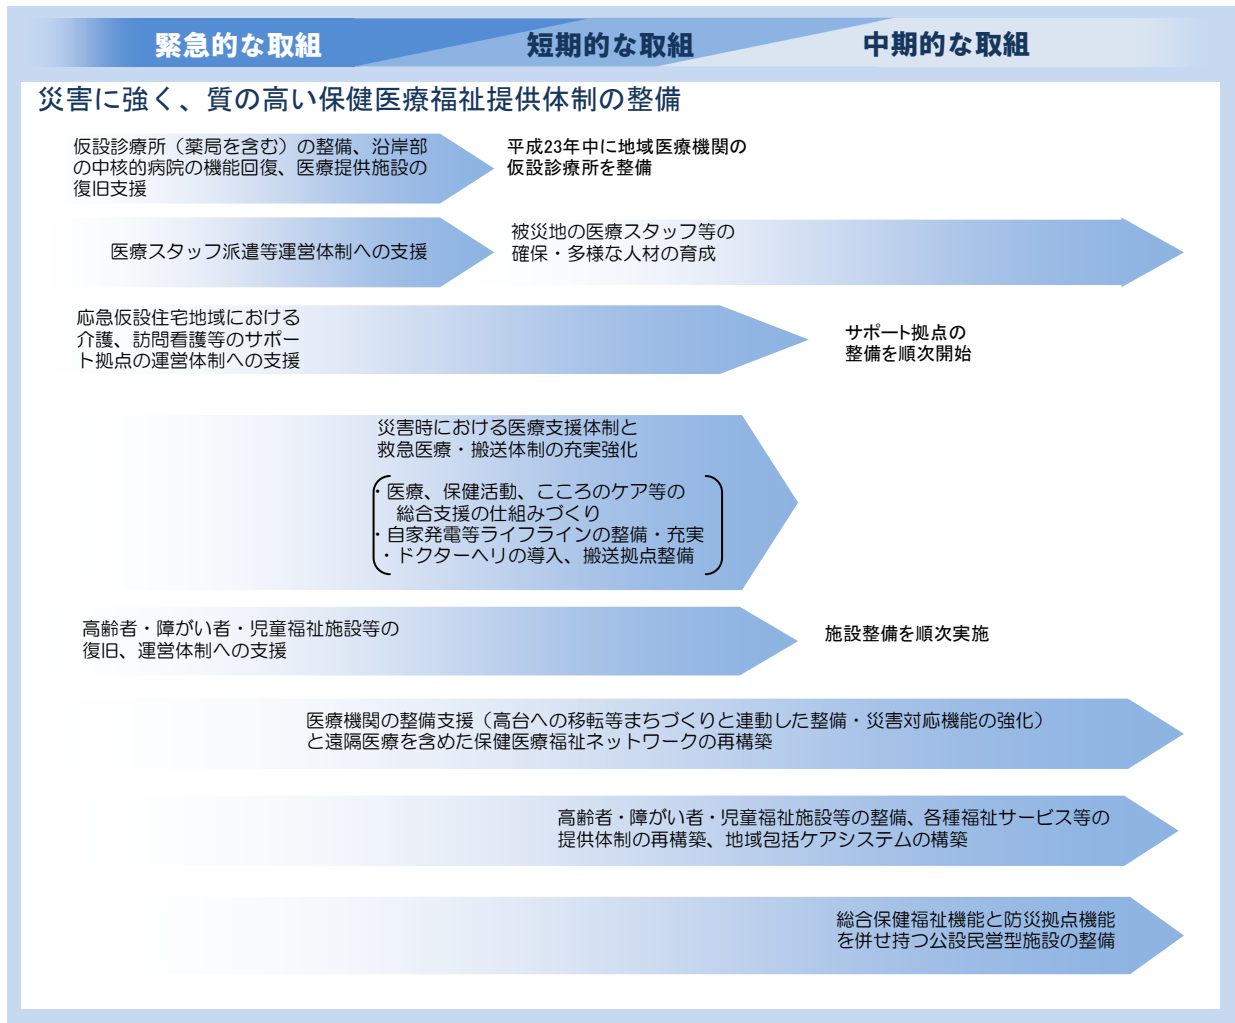 緊急的な取組
短期的な取組
中期的な取組
災害に強く、質の高い保健医療福祉提供体制の整備
仮設診療所（薬局を含む）の整備、沿岸部
の中核的病院の機能回復、医療提供施設の
復旧支援
平成23年中に地域医療機関の
仮設診療所を整備
医療スタッフ派遣等運営体制への支援
被災地の医療スタッフ等の
確保・多様な人材の育成
応急仮設住宅地域における
介護、訪問看護等のサポー
ト拠点の運営体制への支援
サポート拠点の
整備を順次開始
災害時における医療支援体制と
救急医療・搬送体制の充実強化
・医療、保健活動、こころのケア等の
総合支援の仕組みづくり
・自家発電等ライフラインの整備・充実
・ドクターヘリの導入、搬送拠点整備
高齢者・障がい者・児童福祉施設等の
復旧、運営体制への支援
施設整備を順次実施
医療機関の整備支援（高台への移転等まちづくりと連動した整備・災害対応機能の強化）
と遠隔医療を含めた保健医療福祉ネットワークの再構築
高齢者・障がい者・児童福祉施設等の整備、各種福祉サービス等の
提供体制の再構築、地域包括ケアシステムの構築
総合保健福祉機能と防災拠点機能
を併せ持つ公設民営型施設の整備